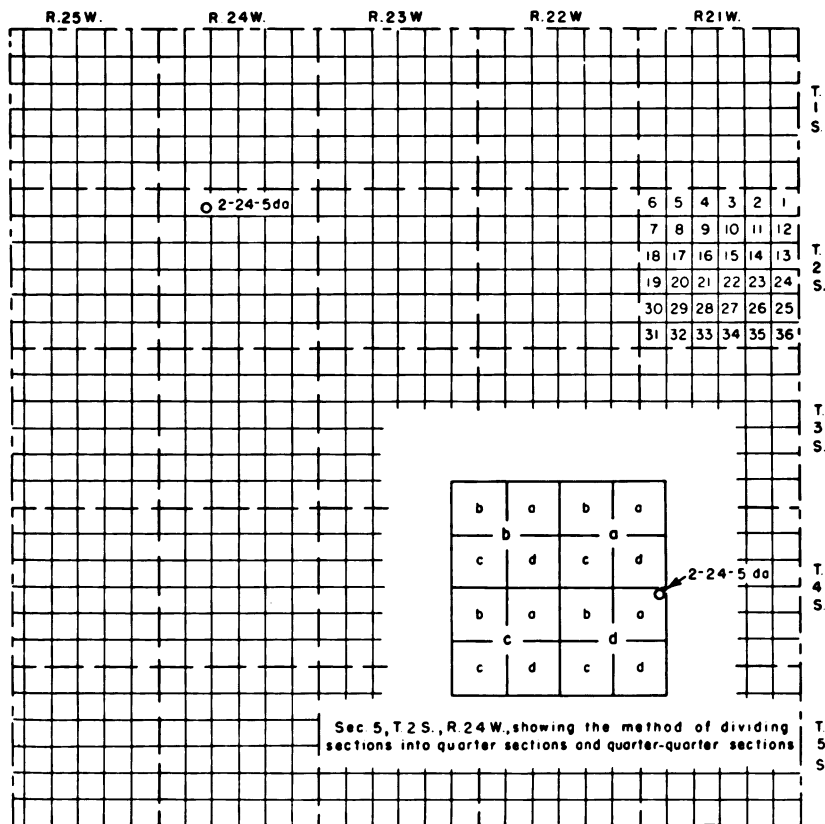 R.25W. R.24W. R.23W R.22W R21W.
T.
1
S.
2-24-5da
6 5 4 3 2 1
7 8 9 10 11 12
18 17 16 15 14 13
19 20 21 22 23 24
30 29 28 27 26 25
31 32 33 34 35 36
T.
2
S.
T.
3
S.
b a b a
b a
c d c d
2-24-5 da
b a b a
c d
c d c d
T.
4
S.
Sec. 5, T. 2 S., R. 24 W., showing the method of dividing
sections into quarter sections and quarter-quarter sections
T.
5
S